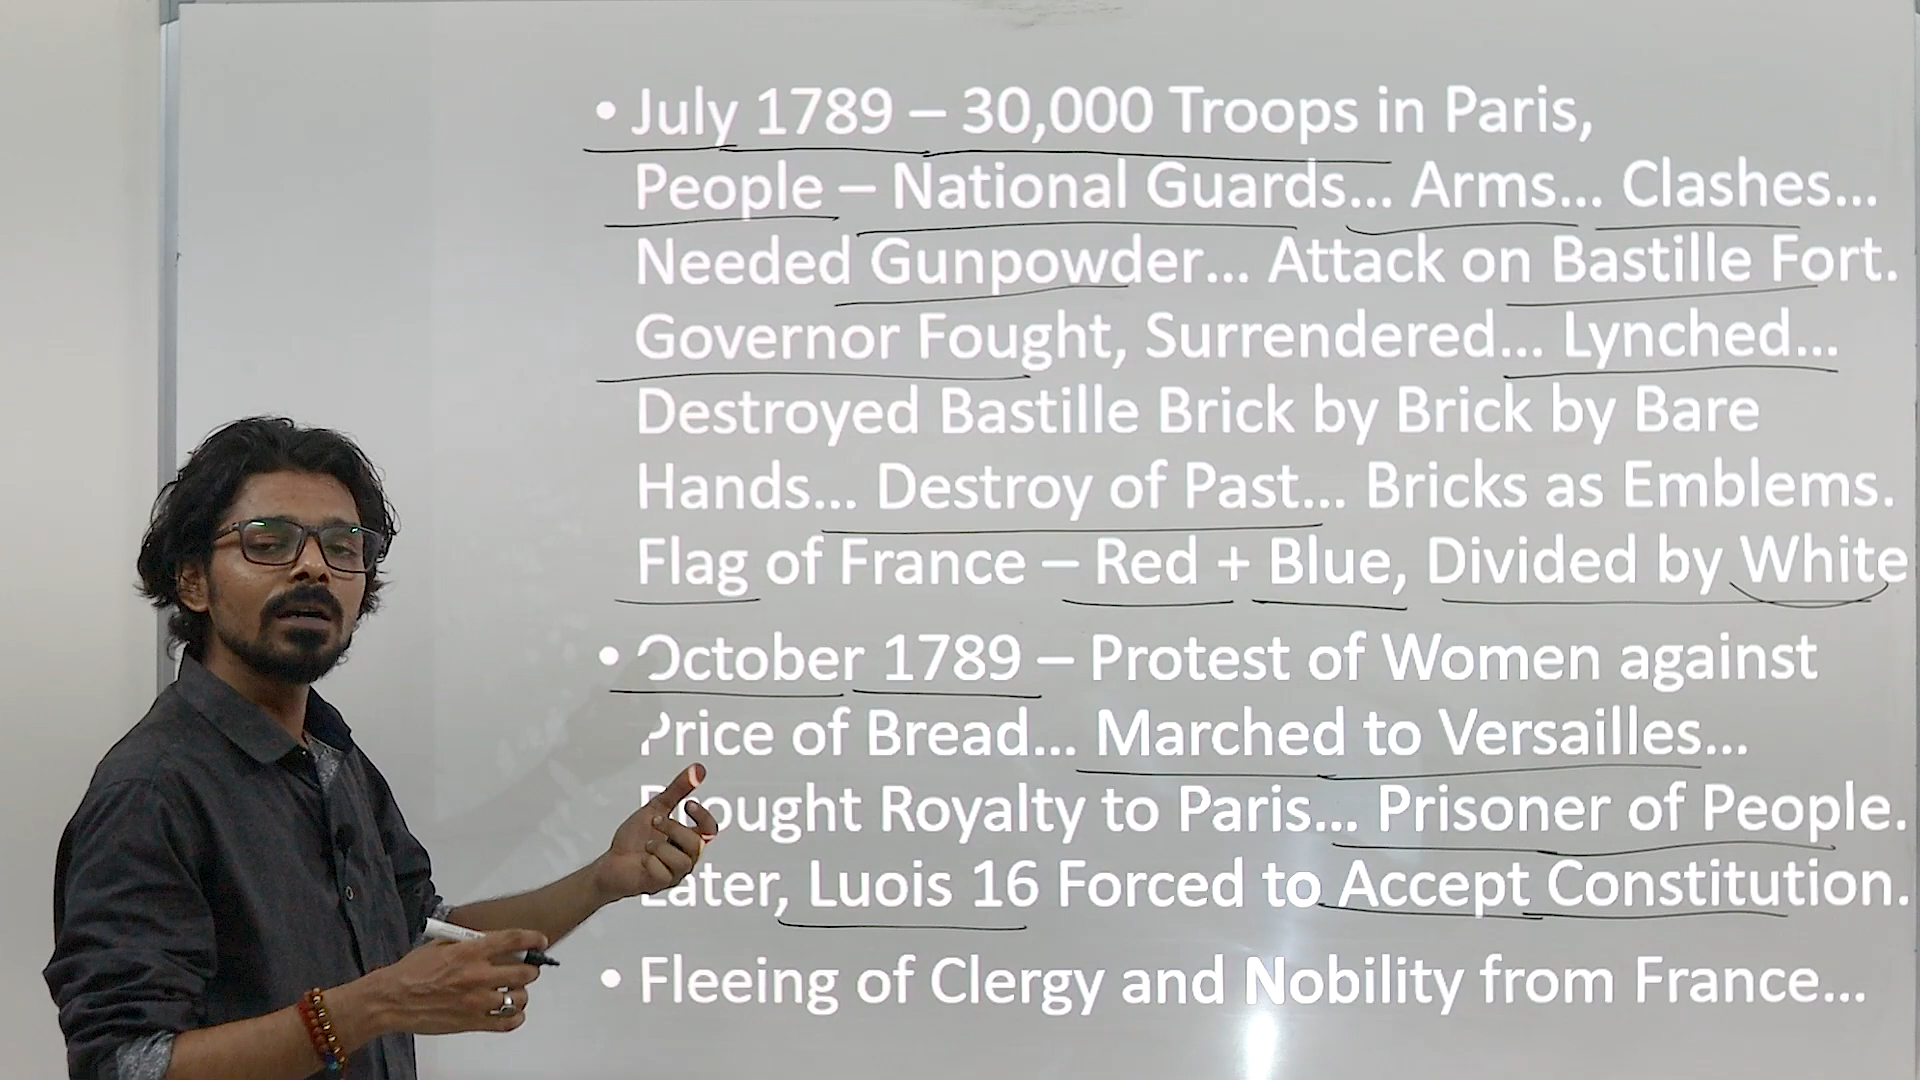 • July 1789 – 30,000 Troops in Paris,
People – National Guards... Arms... Clashes...
Needed Gunpowder... Attack on Bastille Fort.
Governor Fought, Surrendered... Lynched...
Destroyed Bastille Brick by Brick by Bare
Hands... Destroy of Past... Bricks as Emblems.
Flag of France – Red + Blue, Divided by White
• October 1789 – Protest of Women against
Price of Bread... Marched to Versailles...
Brought Royalty to Paris... Prisoner of People.
Later, Luois 16 Forced to Accept Constitution.
• Fleeing of Clergy and Nobility from France...